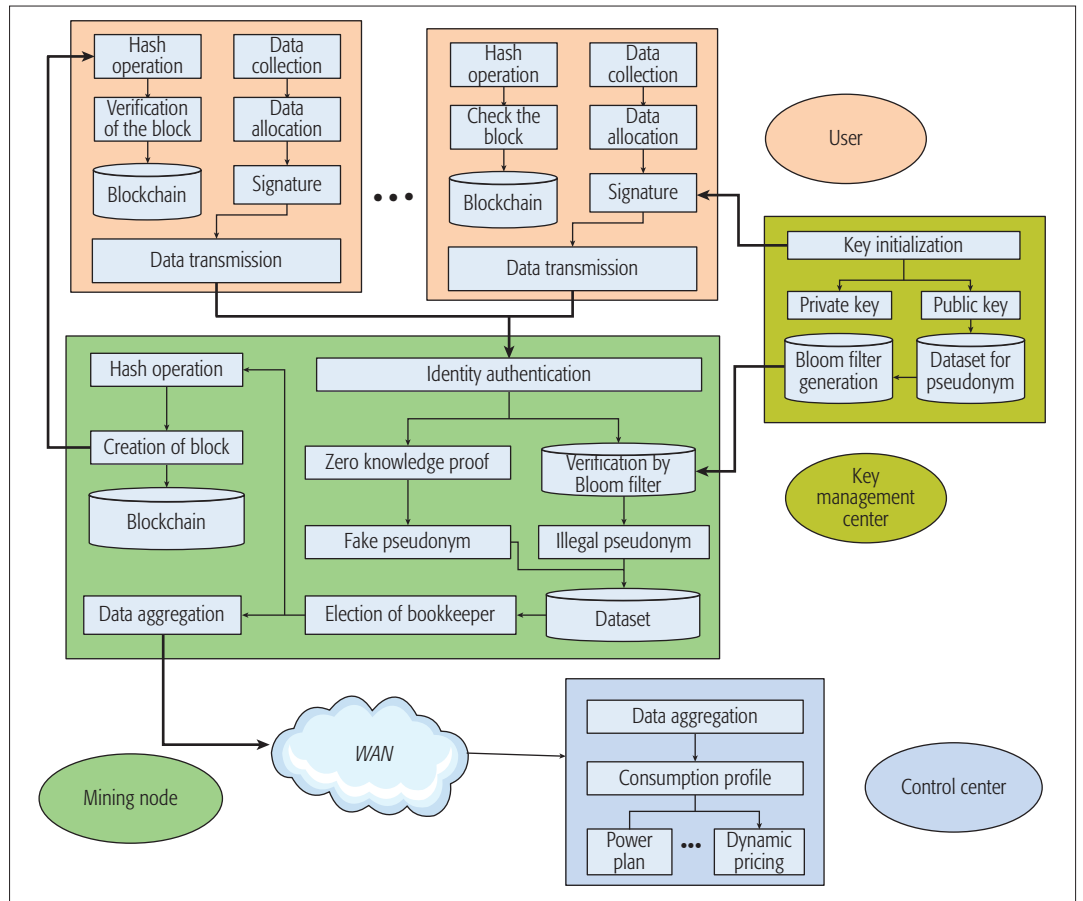 Hash
operation
Data
collection
Verification
of the block
Data
allocation
Blockchain
Signature
Data transmission
Hash
operation
Data
collection
Check the
block
Data
allocation
Blockchain
Signature
Data transmission
User
Key initialization
Private key
Public key
Bloom filter
generation
Dataset for
pseudonym
Key
management
center
Hash operation
Identity authentication
Creation of block
Zero knowledge proof
Verification by
Bloom filter
Blockchain
Fake pseudonym
Illegal pseudonym
Data aggregation
Election of bookkeeper
Dataset
Mining node
WAN
Data aggregation
Consumption profile
Power
plan
Dynamic
pricing
Control center